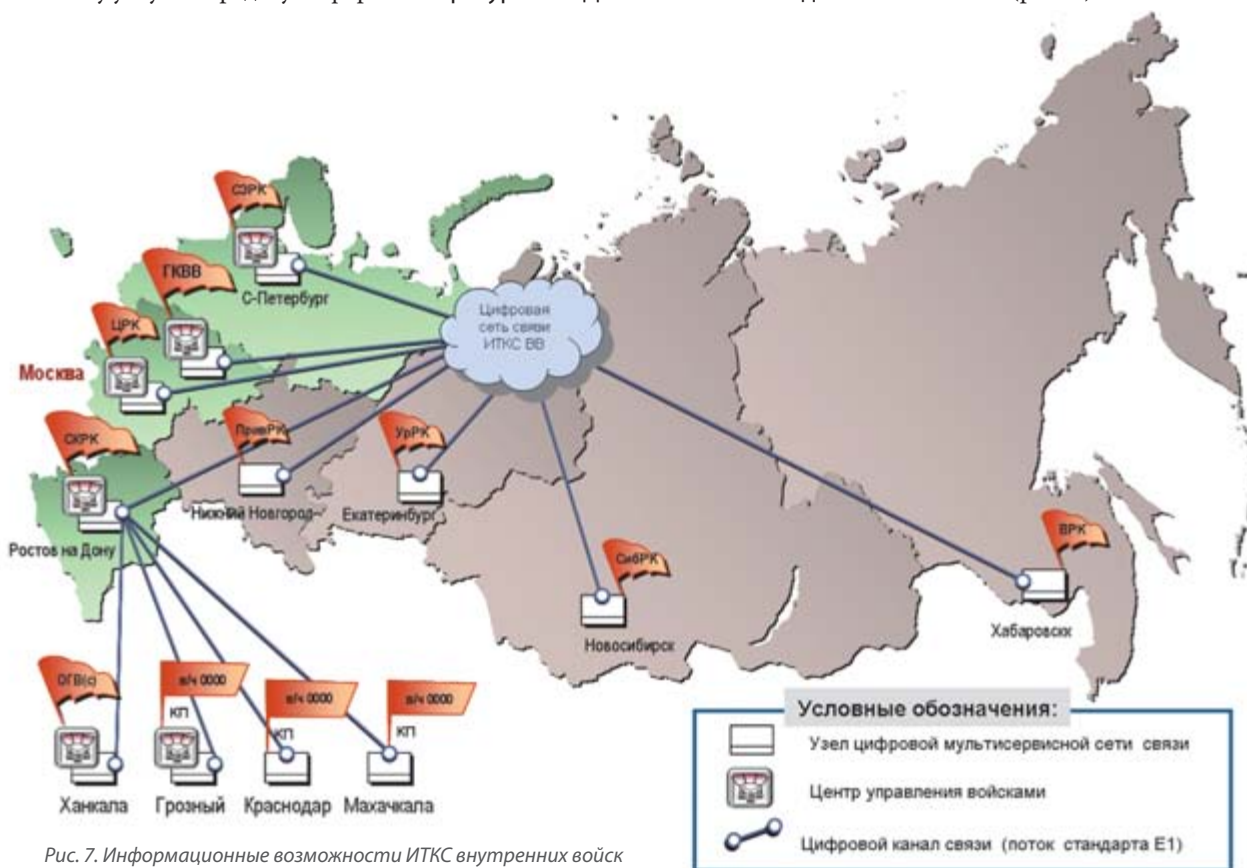 СЗРК
С-Петербург
ГКВВ
ЦРК
Москва
Цифровая
сеть связи
ИТКС ВВ
СКРК
Ростов на Дону
ПривРК
Нижний Новгород
УрРК
Екатеринбург
СибРК
Новосибирск
ВРК
Хабаровск
ОГВ(с)
Ханкала
в/ч 0000
КП
Грозный
в/ч 0000
КП
Краснодар
в/ч 0000
КП
Махачкала
Условные обозначения:
Узел цифровой мультисервисной сети связи
Центр управления войсками
Цифровой канал связи (поток стандарта Е1)
Рис. 7. Информационные возможности ИТКС внутренних войск